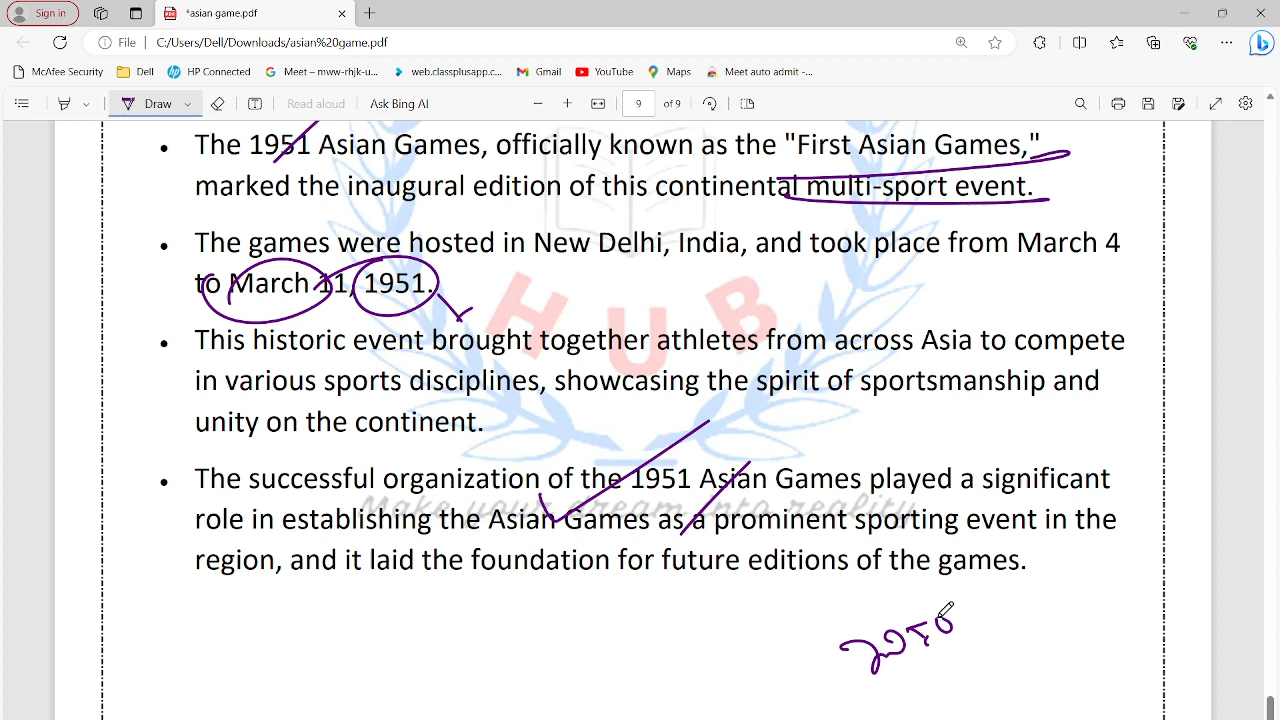 Sign in
*asian game.pdf
File
C:/Users/Dell/Downloads/asian%20game.pdf
McAfee Security
Dell
HP Connected
Meet – mvw-rhjk-u...
web.classplusapp.c...
Gmail
YouTube
Maps
Meet auto admit -...
Draw
Read aloud
Ask Bing AI
9
of 9
• The 1951 Asian Games, officially known as the "First Asian Games,"
marked the inaugural edition of this continental multi-sport event.
• The games were hosted in New Delhi, India, and took place from March 4
to March 11, 1951.
HUB
• This historic event brought together athletes from across Asia to compete
in various sports disciplines, showcasing the spirit of sportsmanship and
unity on the continent.
• The successful organization of the 1951 Asian Games played a significant
Make your dream into reality
role in establishing the Asian Games as a prominent sporting event in the
region, and it laid the foundation for future editions of the games.